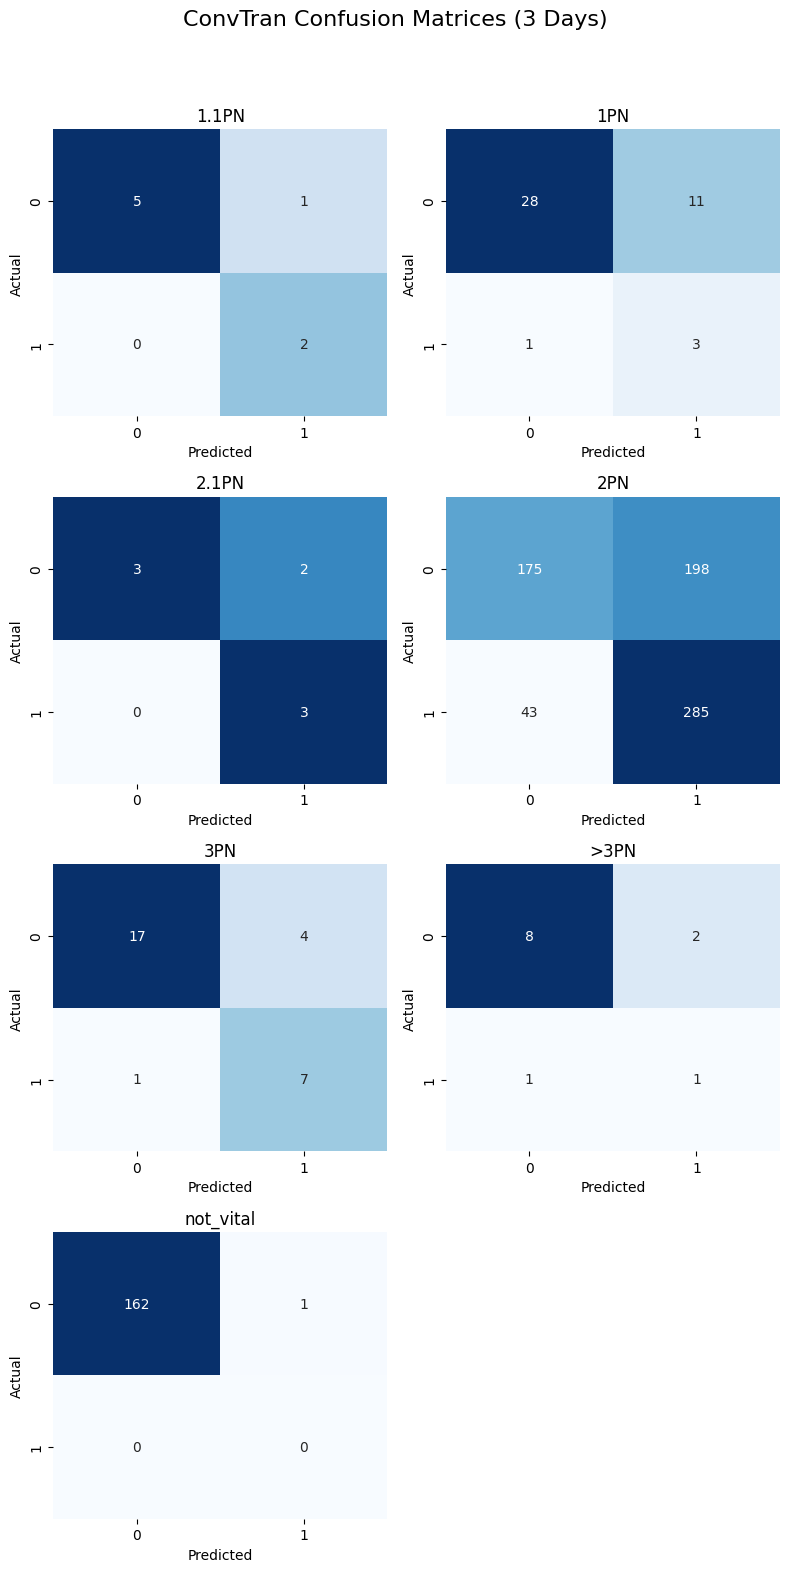 ConvTran Confusion Matrices (3 Days)
1.1PN
0
5
1
Actual
1
0
2
0
1
Predicted
1PN
0
28
11
Actual
1
1
3
0
1
Predicted
2.1PN
0
3
2
Actual
1
0
3
0
1
Predicted
2PN
0
175
198
Actual
1
43
285
0
1
Predicted
3PN
0
17
4
Actual
1
1
7
0
1
Predicted
>3PN
0
8
2
Actual
1
1
1
0
1
Predicted
not_vital
0
162
1
Actual
1
0
0
0
1
Predicted